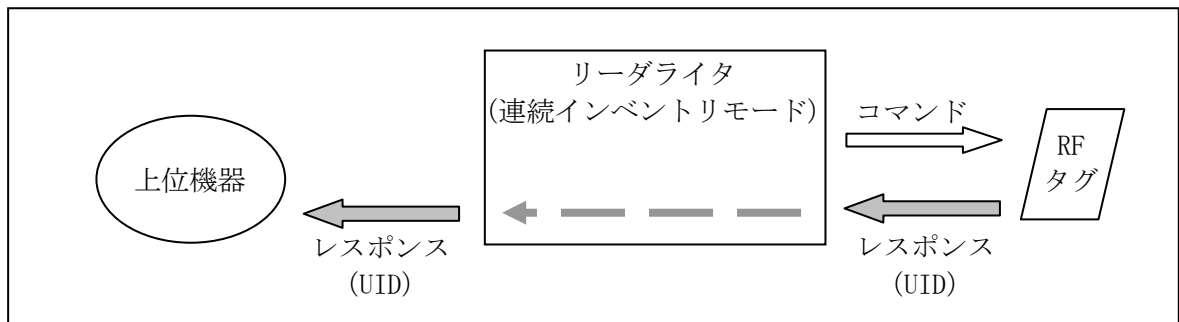 リーダライタ
(連続インベントリモード)
コマンド
RF
タグ
上位機器
レスポンス
(UID)
レスポンス
(UID)